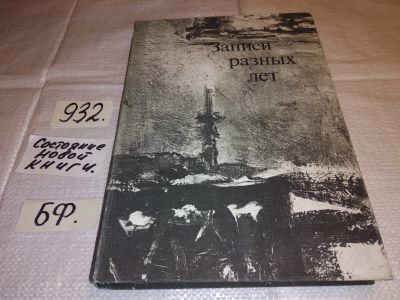 Записи
разных
лет
932.
Состояние
новой
книги.
БФ.